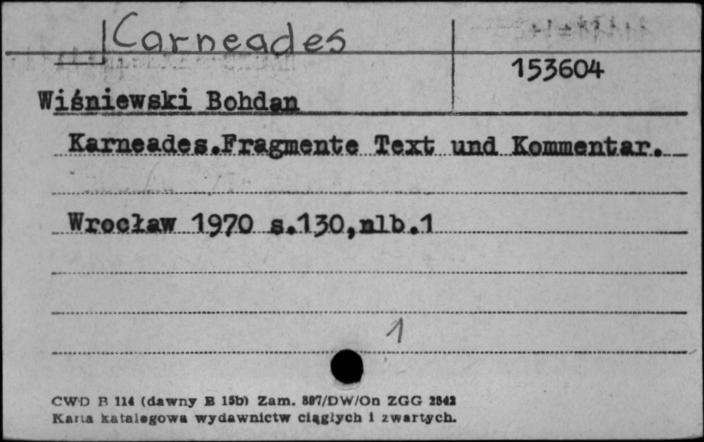 Carneades
153604
Wiśniewski Bohdan
Karneades.Fragmente Text und Kommentar.
Wrocław 1970 s.130,nlb.1
1
CWD B 114 (dawny B 15b) Zam. 897/DW/On ZGG 2842
Karta katalogowa wydawnictw ciągłych i zwartych.